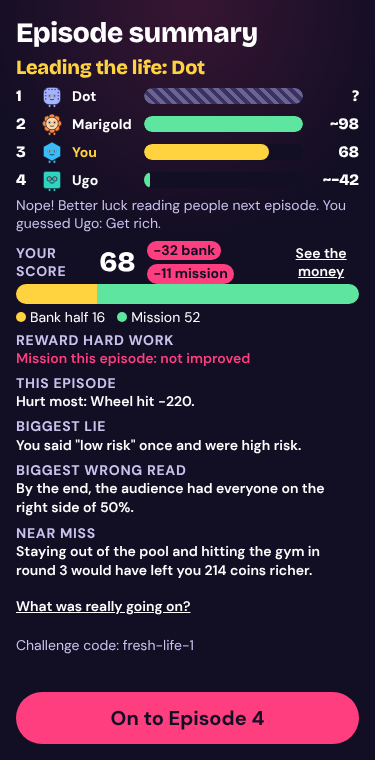 Episode summary
Leading the life: Dot
1 Dot ?
2 Marigold ~98
3 You 68
4 Ugo ~-42
Nope! Better luck reading people next episode. You
guessed Ugo: Get rich.
YOUR
SCORE
68
-32 bank
-11 mission
See the
money
Bank half 16 Mission 52
REWARD HARD WORK
Mission this episode: not improved
THIS EPISODE
Hurt most: Wheel hit -220.
BIGGEST LIE
You said "low risk" once and were high risk.
BIGGEST WRONG READ
By the end, the audience had everyone on the
right side of 50%.
NEAR MISS
Staying out of the pool and hitting the gym in
round 3 would have left you 214 coins richer.
What was really going on?
Challenge code: fresh-life-1
On to Episode 4